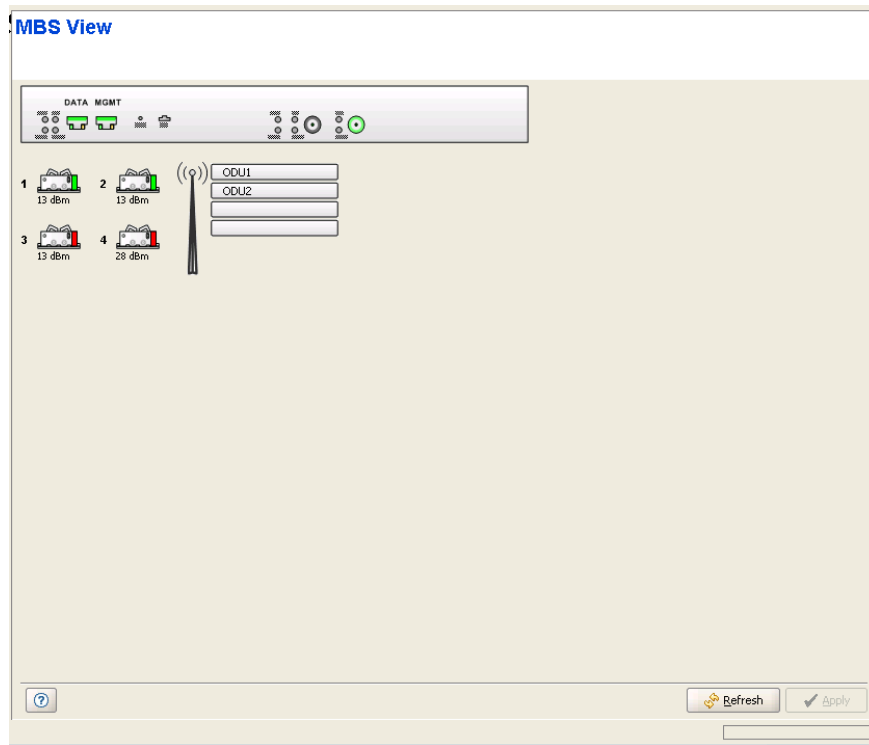 MBS View
DATA MGMT
1 2
13 dBm 13 dBm
ODU1
ODU2
3 4
13 dBm 28 dBm
? Refresh Apply